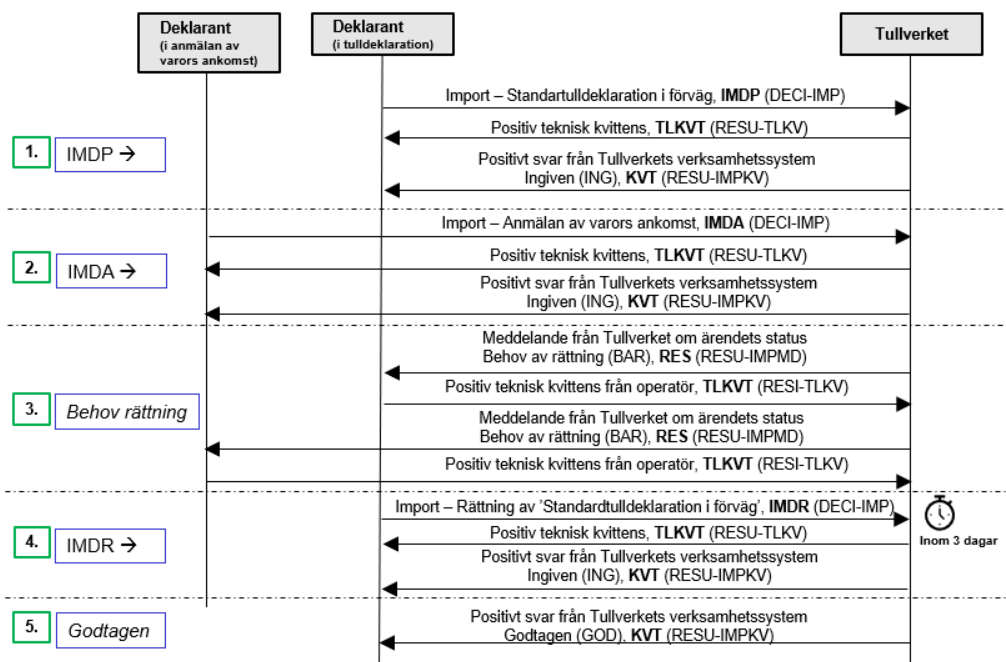 Deklarant
(i anmälan av
varors ankomst)
Deklarant
(i tulldeklaration)
Tullverket
1.
IMDP →
Import – Standartulldeklaration i förväg, IMDP (DECI-IMP)
Positiv teknisk kvittens, TLKVT (RESU-TLKV)
Positivt svar från Tullverkets verksamhetssystem
Ingiven (ING), KVT (RESU-IMPKV)
2.
IMDA →
Import – Anmälan av varors ankomst, IMDA (DECI-IMP)
Positiv teknisk kvittens, TLKVT (RESU-TLKV)
Positivt svar från Tullverkets verksamhetssystem
Ingiven (ING), KVT (RESU-IMPKV)
3.
Behov rättning
Meddelande från Tullverket om ärendets status
Behov av rättning (BAR), RES (RESU-IMPMD)
Positiv teknisk kvittens från operatör, TLKVT (RESI-TLKV)
Meddelande från Tullverket om ärendets status
Behov av rättning (BAR), RES (RESU-IMPMD)
Positiv teknisk kvittens från operatör, TLKVT (RESI-TLKV)
4.
IMDR →
Import – Rättning av 'Standardtulldeklaration i förväg', IMDR (DECI-IMP)
Inom 3 dagar
Positiv teknisk kvittens, TLKVT (RESU-TLKV)
Positivt svar från Tullverkets verksamhetssystem
Ingiven (ING), KVT (RESU-IMPKV)
5.
Godtagen
Positivt svar från Tullverkets verksamhetssystem
Godtagen (GOD), KVT (RESU-IMPKV)